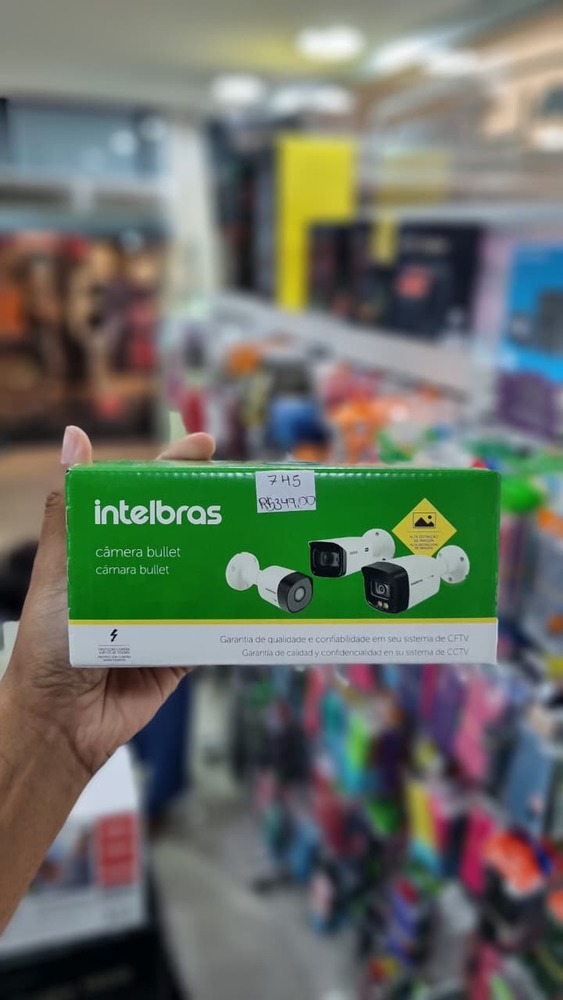 745
R$349,00
intelbras
câmera bullet
cámara bullet
Garantia de qualidade e confiabilidade em seu sistema de CFTV
Garantía de calidad y confidencialidad en su sistema de CCTV